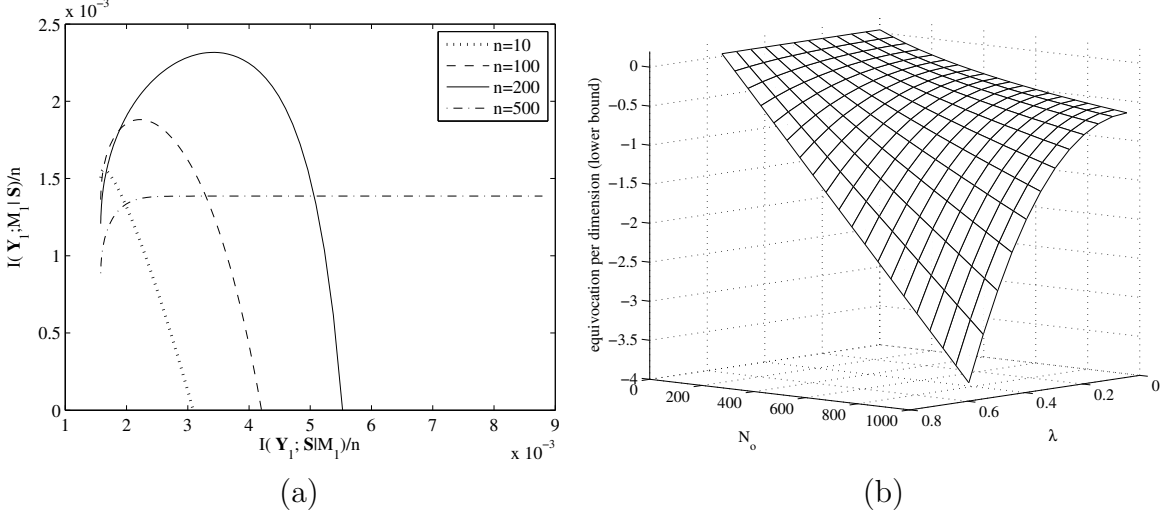 x 10⁻³
2.5
2
1.5
1
0.5
0
1 2 3 4 5 6 7 8 9
x 10⁻³
I( Y₁;M₁| S)/n
I( Y₁; S|M₁)/n
n=10
n=100
n=200
n=500
(a)
equivocation per dimension (lower bound)
0
−0.5
−1
−1.5
−2
−2.5
−3
−3.5
−4
0 200 400 600 800 1000
Nₒ
0.8 0.6 0.4 0.2 0
λ
(b)